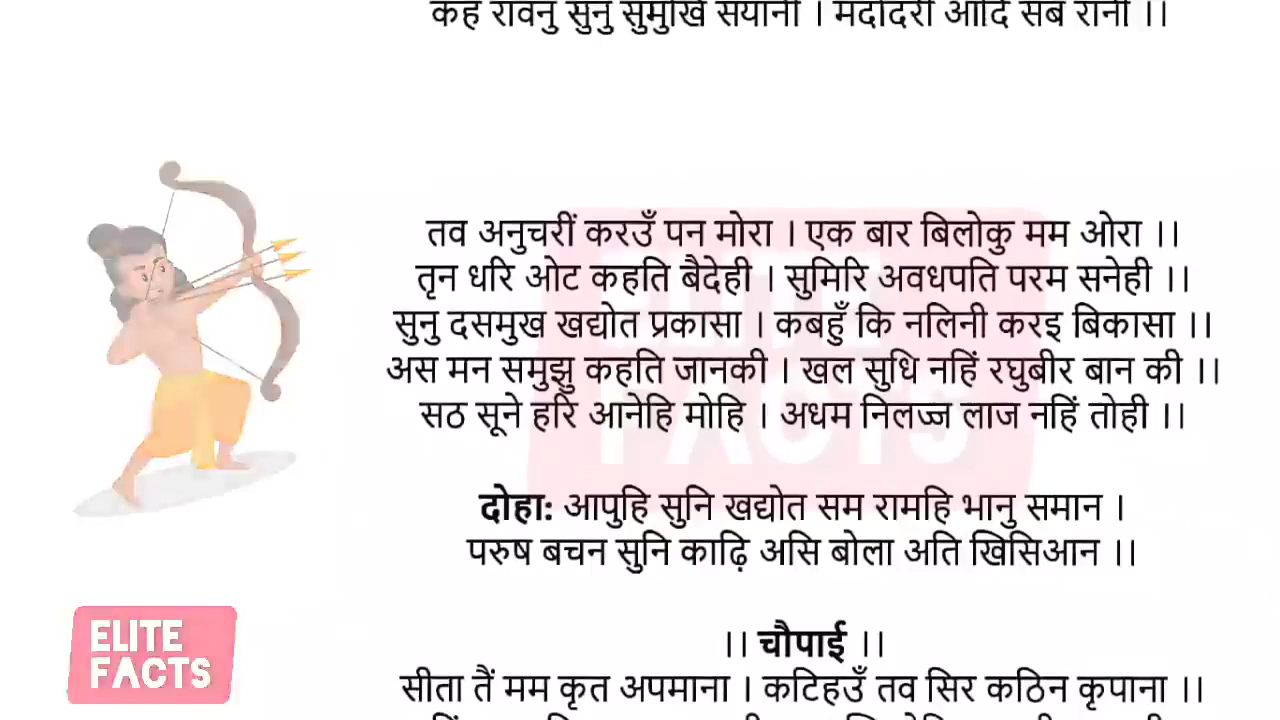 कह रावनु सुनु सुमुखि सयानी । मंदोदरी आदि सब रानी ।।
तव अनुचरीं करउँ पन मोरा । एक बार बिलोकु मम ओरा ।।
तृन धरि ओट कहति बैदेही । सुमिरि अवधपति परम सनेही ।।
सुनु दसमुख खद्योत प्रकासा । कबहुँ कि नलिनी करइ बिकासा ।।
अस मन समुझु कहति जानकी । खल सुधि नहिं रघुबीर बान की ।।
सठ सूने हरि आनेहि मोहि । अधम निलज्ज लाज नहिं तोही ।।
दोहा: आपुहि सुनि खद्योत सम रामहि भानु समान ।
परुष बचन सुनि काढ़ि असि बोला अति खिसिआन ।।
।। चौपाई ।।
सीता तैं मम कृत अपमाना । कटिहउँ तव सिर कठिन कृपाना ।।
ELITE
FACTS